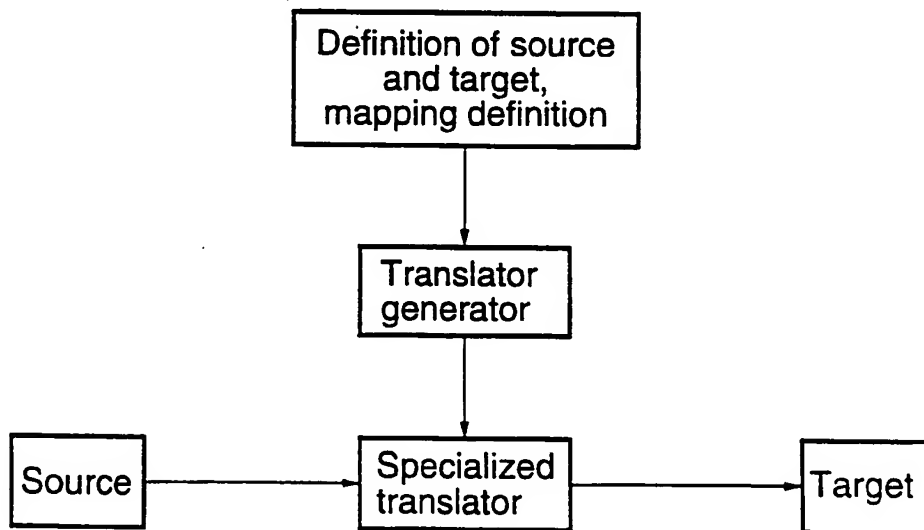 Definition of source
and target,
mapping definition
Translator
generator
Source
Specialized
translator
Target